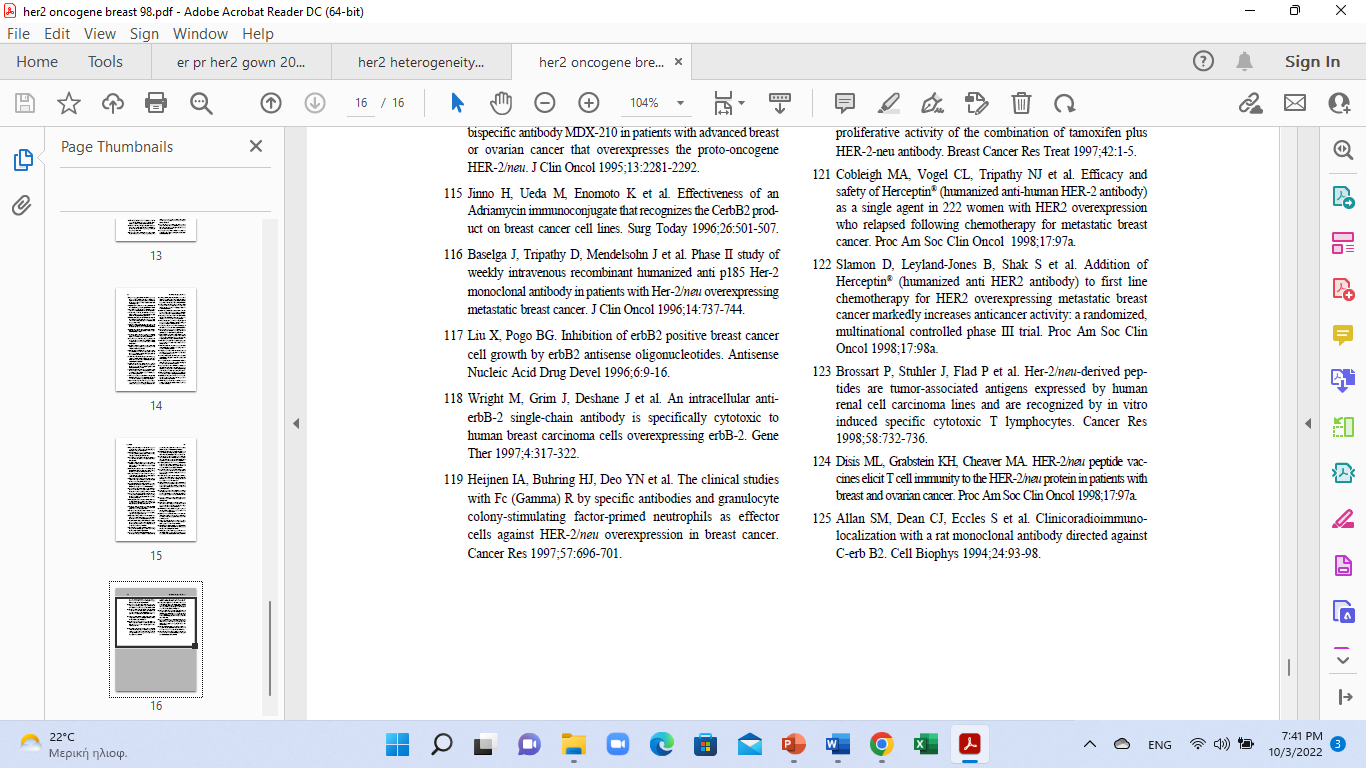 her2 oncogene breast 98.pdf - Adobe Acrobat Reader DC (64-bit)
File Edit View Sign Window Help
Home Tools er pr her2 gown 20... her2 heterogeneity... her2 oncogene bre... Sign In
16 / 16 104%
Page Thumbnails
13
14
15
16
bispecific antibody MDX-210 in patients with advanced breast
or ovarian cancer that overexpresses the proto-oncogene
HER-2/neu. J Clin Oncol 1995;13:2281-2292.
115 Jinno H, Ueda M, Enomoto K et al. Effectiveness of an
Adriamycin immunoconjugate that recognizes the CerbB2 prod-
uct on breast cancer cell lines. Surg Today 1996;26:501-507.
116 Baselga J, Tripathy D, Mendelsohn J et al. Phase II study of
weekly intravenous recombinant humanized anti p185 Her-2
monoclonal antibody in patients with Her-2/neu overexpressing
metastatic breast cancer. J Clin Oncol 1996;14:737-744.
117 Liu X, Pogo BG. Inhibition of erbB2 positive breast cancer
cell growth by erbB2 antisense oligonucleotides. Antisense
Nucleic Acid Drug Devel 1996;6:9-16.
118 Wright M, Grim J, Deshane J et al. An intracellular anti-
erbB-2 single-chain antibody is specifically cytotoxic to
human breast carcinoma cells overexpressing erbB-2. Gene
Ther 1997;4:317-322.
119 Heijnen IA, Buhring HJ, Deo YN et al. The clinical studies
with Fc (Gamma) R by specific antibodies and granulocyte
colony-stimulating factor-primed neutrophils as effector
cells against HER-2/neu overexpression in breast cancer.
Cancer Res 1997;57:696-701.
proliferative activity of the combination of tamoxifen plus
HER-2-neu antibody. Breast Cancer Res Treat 1997;42:1-5.
121 Cobleigh MA, Vogel CL, Tripathy NJ et al. Efficacy and
safety of Herceptin® (humanized anti-human HER-2 antibody)
as a single agent in 222 women with HER2 overexpression
who relapsed following chemotherapy for metastatic breast
cancer. Proc Am Soc Clin Oncol 1998;17:97a.
122 Slamon D, Leyland-Jones B, Shak S et al. Addition of
Herceptin® (humanized anti HER2 antibody) to first line
chemotherapy for HER2 overexpressing metastatic breast
cancer markedly increases anticancer activity: a randomized,
multinational controlled phase III trial. Proc Am Soc Clin
Oncol 1998;17:98a.
123 Brossart P, Stuhler J, Flad P et al. Her-2/neu-derived pep-
tides are tumor-associated antigens expressed by human
renal cell carcinoma lines and are recognized by in vitro
induced specific cytotoxic T lymphocytes. Cancer Res
1998;58:732-736.
124 Disis ML, Grabstein KH, Cheaver MA. HER-2/neu peptide vac-
cines elicit T cell immunity to the HER-2/neu protein in patients with
breast and ovarian cancer. Proc Am Soc Clin Oncol 1998;17:97a.
125 Allan SM, Dean CJ, Eccles S et al. Clinicoradioimmuno-
localization with a rat monoclonal antibody directed against
C-erb B2. Cell Biophys 1994;24:93-98.
22°C
Μερική ηλιοφ.
ENG
7:41 PM
10/3/2022
3